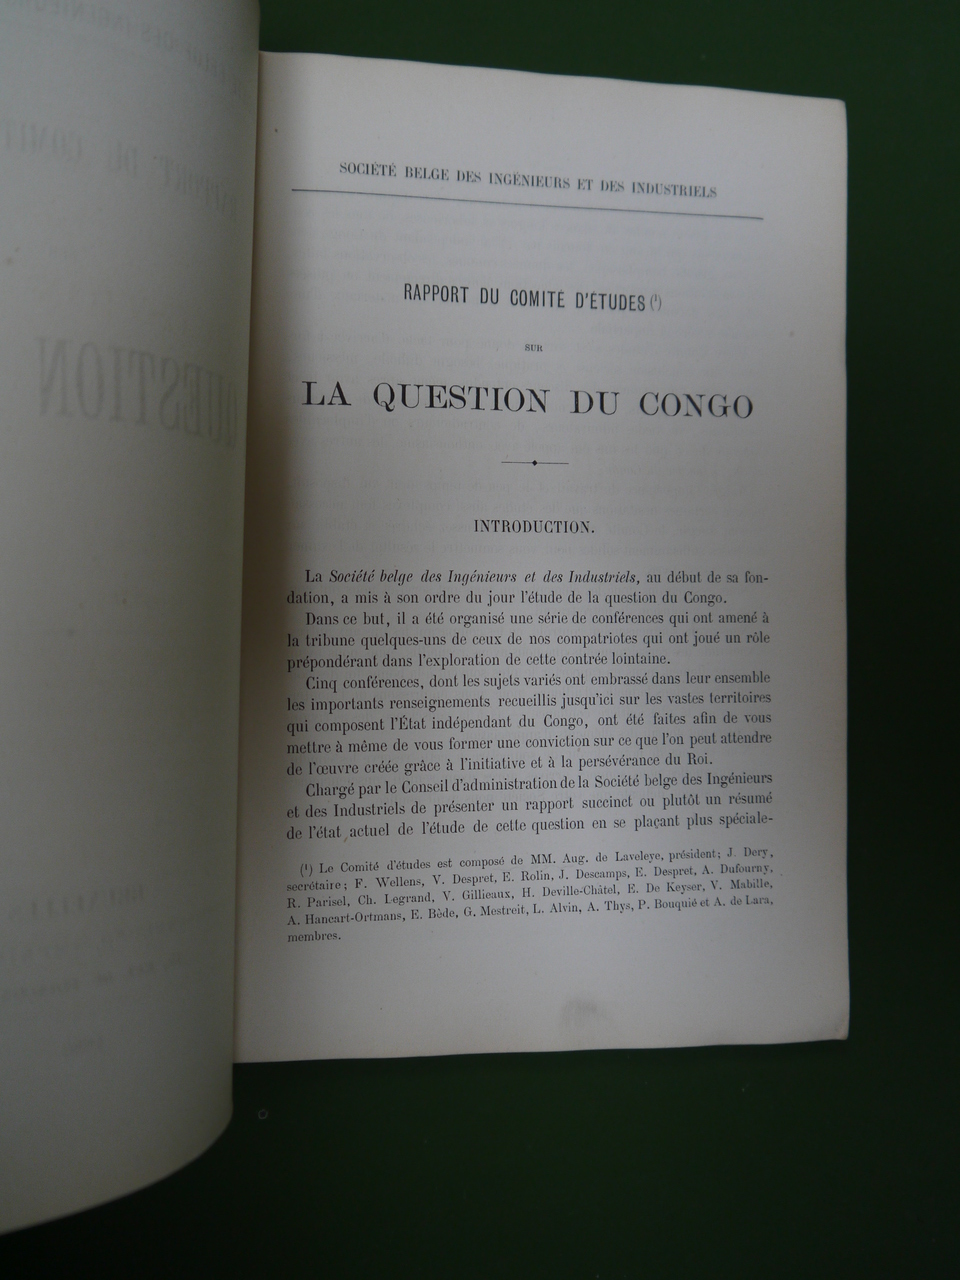 SOCIÉTÉ BELGE DES INGÉNIEURS ET DES INDUSTRIELS
RAPPORT DU COMITÉ D'ÉTUDES (¹)
SUR
LA QUESTION DU CONGO
INTRODUCTION.
La Société belge des Ingénieurs et des Industriels, au début de sa fon-
dation, a mis à son ordre du jour l'étude de la question du Congo.
Dans ce but, il a été organisé une série de conférences qui ont amené à
la tribune quelques-uns de ceux de nos compatriotes qui ont joué un rôle
prépondérant dans l'exploration de cette contrée lointaine.
Cinq conférences, dont les sujets variés ont embrassé dans leur ensemble
les importants renseignements recueillis jusqu'ici sur les vastes territoires
qui composent l'État indépendant du Congo, ont été faites afin de vous
mettre à même de vous former une conviction sur ce que l'on peut attendre
de l'œuvre créée grâce à l'initiative et à la persévérance du Roi.
Chargé par le Conseil d'administration de la Société belge des Ingénieurs
et des Industriels de présenter un rapport succinct ou plutôt un résumé
de l'état actuel de l'étude de cette question en se plaçant plus spéciale-
(¹) Le Comité d'études est composé de MM. Aug. de Laveleye, président; J. Dery,
secrétaire; F. Wellens, V. Despret, E. Rolin, J. Descamps, E. Despret, A. Dufourny,
R. Parisel, Ch. Legrand, V. Gillieaux, H. Deville-Châtel, E. De Keyser, V. Mabille,
A. Hancart-Ortmans, E. Bède, G. Mestreit, L. Alvin, A. Thys, P. Bouquié et A. de Lara,
membres.
QUESTION